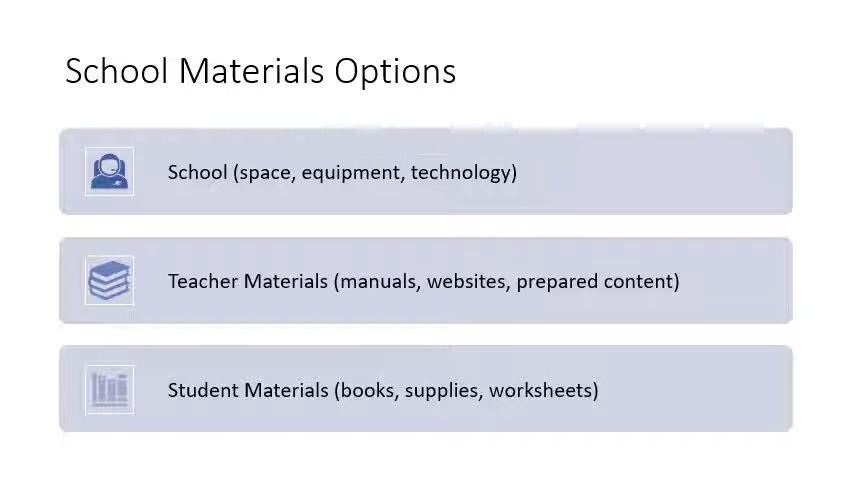 School Materials Options
School (space, equipment, technology)
Teacher Materials (manuals, websites, prepared content)
Student Materials (books, supplies, worksheets)